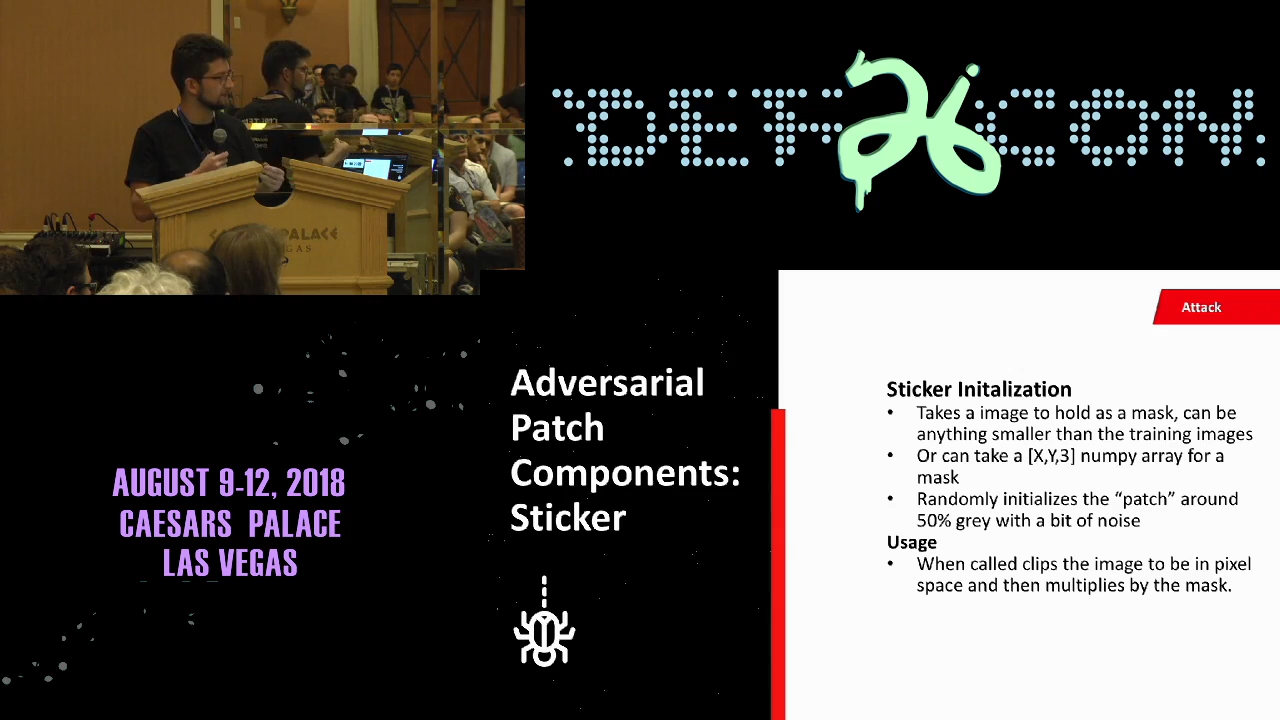 DEF 26 CON
AUGUST 9-12, 2018
CAESARS PALACE
LAS VEGAS
Adversarial
Patch
Components:
Sticker
Attack
Sticker Initalization
• Takes a image to hold as a mask, can be
anything smaller than the training images
• Or can take a [X,Y,3] numpy array for a
mask
• Randomly initializes the “patch” around
50% grey with a bit of noise
Usage
• When called clips the image to be in pixel
space and then multiplies by the mask.